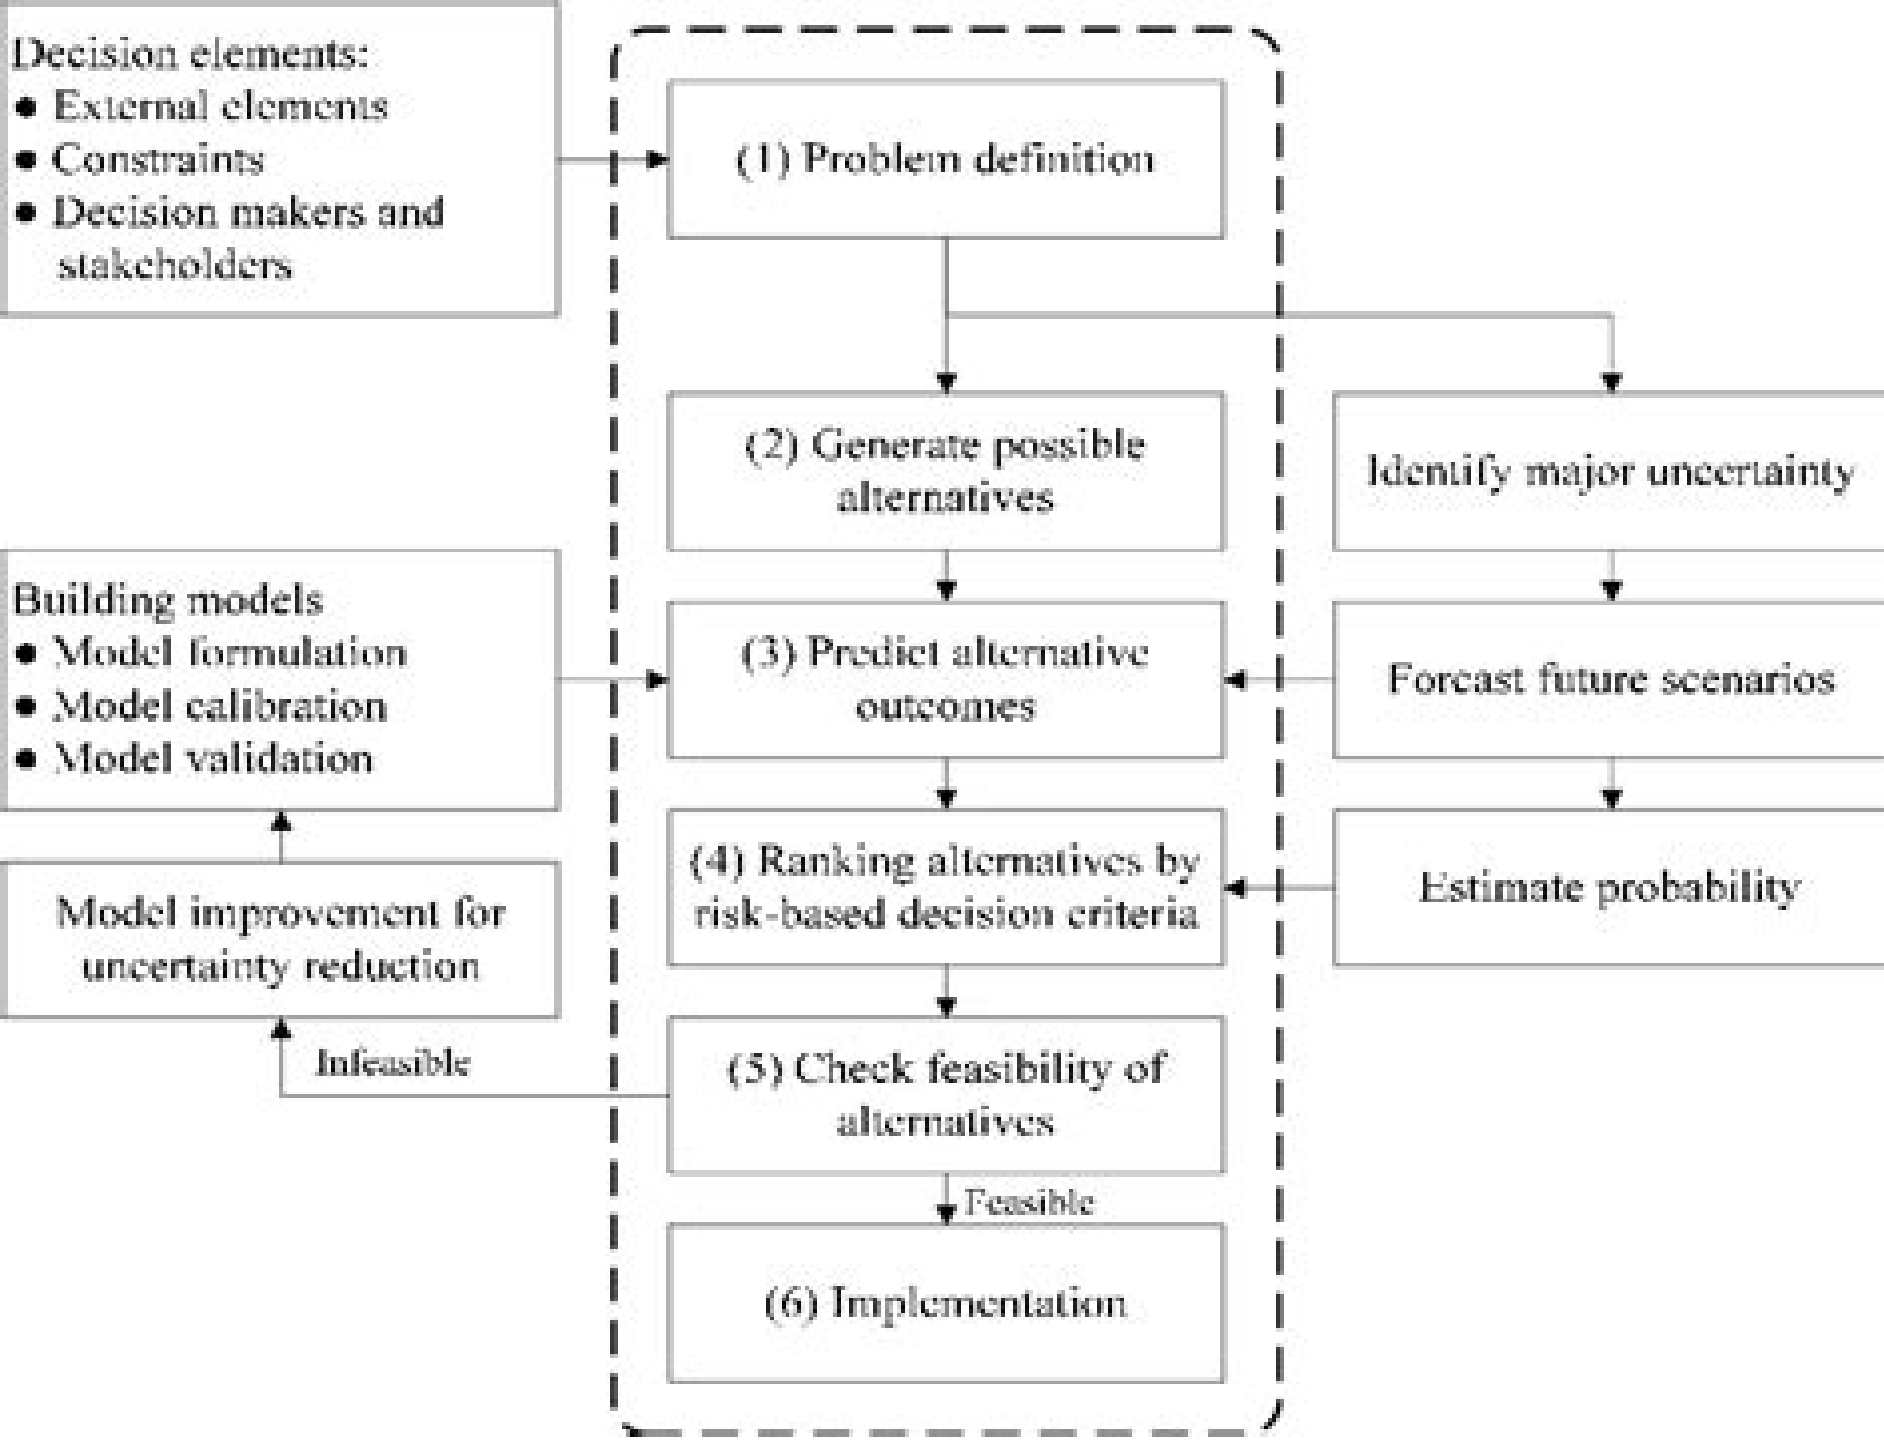 Decision elements:
● External elements
● Constraints
● Decision makers and
stakeholders
(1) Problem definition
(2) Generate possible
alternatives
Identify major uncertainty
Building models
● Model formulation
● Model calibration
● Model validation
(3) Predict alternative
outcomes
Forcast future scenarios
(4) Ranking alternatives by
risk-based decision criteria
Estimate probability
Model improvement for
uncertainty reduction
Infeasible
(5) Check feasibility of
alternatives
Feasible
(6) Implementation